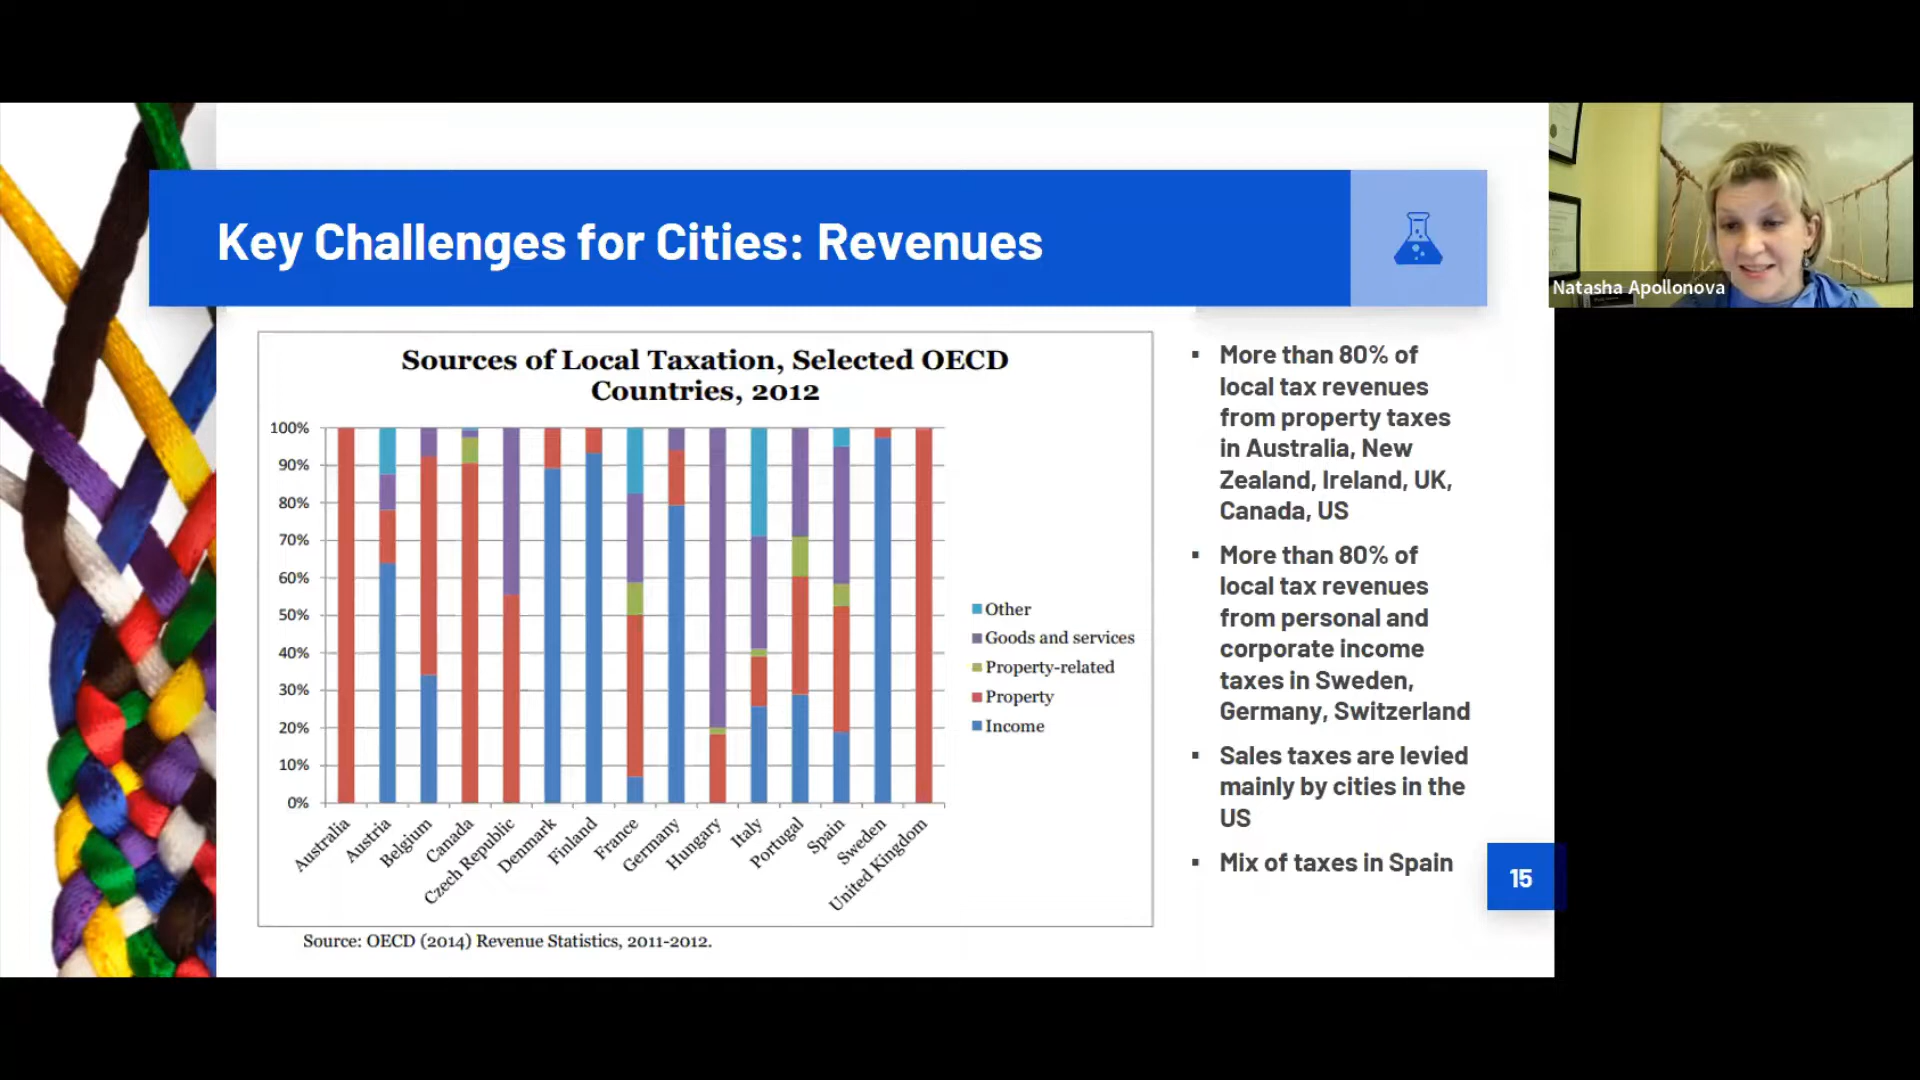 Key Challenges for Cities: Revenues
Natasha Apollonova
Sources of Local Taxation, Selected OECD
Countries, 2012
100%
90%
80%
70%
60%
50%
40%
30%
20%
10%
0%
Australia
Austria
Belgium
Canada
Czech Republic
Denmark
Finland
France
Germany
Hungary
Italy
Portugal
Spain
Sweden
United Kingdom
Other
Goods and services
Property-related
Property
Income
Source: OECD (2014) Revenue Statistics, 2011-2012.
▪ More than 80% of
local tax revenues
from property taxes
in Australia, New
Zealand, Ireland, UK,
Canada, US
▪ More than 80% of
local tax revenues
from personal and
corporate income
taxes in Sweden,
Germany, Switzerland
▪ Sales taxes are levied
mainly by cities in the
US
▪ Mix of taxes in Spain
15